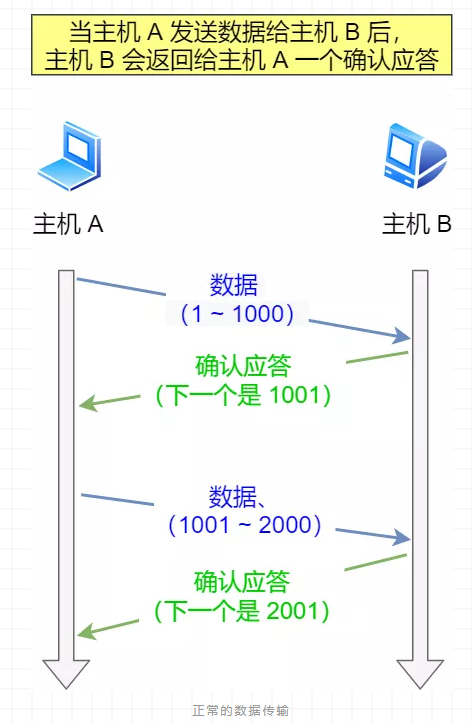 当主机 A 发送数据给主机 B 后，
主机 B 会返回给主机 A 一个确认应答
主机 A
主机 B
数据
（1 ~ 1000）
确认应答
（下一个是 1001）
数据、
（1001 ~ 2000）
确认应答
（下一个是 2001）
正常的数据传输